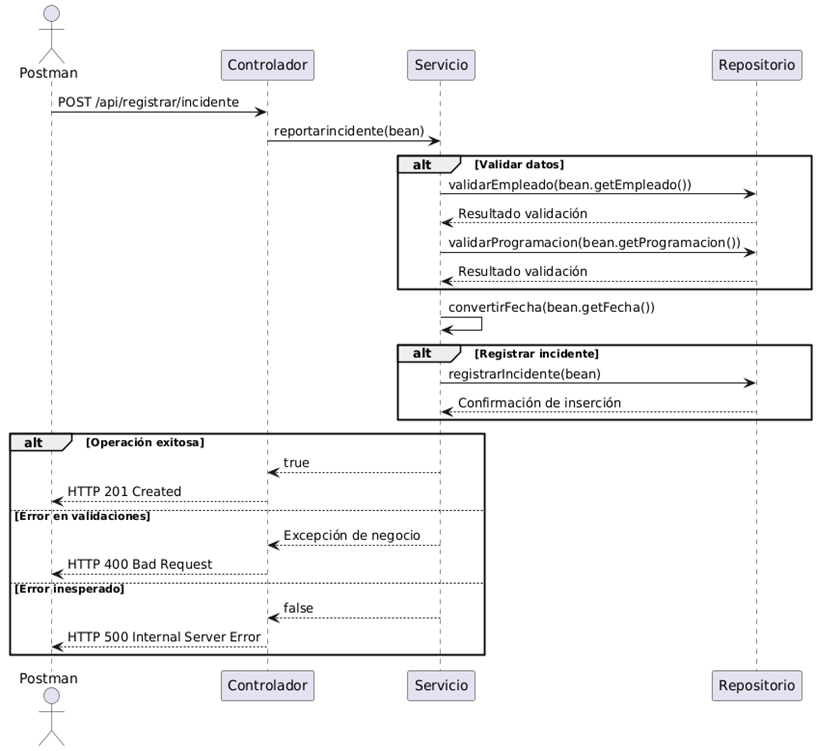 Postman
Controlador
Servicio
Repositorio
POST /api/registrar/incidente
reportarincidente(bean)
alt [Validar datos]
validarEmpleado(bean.getEmpleado())
Resultado validación
validarProgramacion(bean.getProgramacion())
Resultado validación
convertirFecha(bean.getFecha())
alt [Registrar incidente]
registrarIncidente(bean)
Confirmación de inserción
alt [Operación exitosa]
true
HTTP 201 Created
[Error en validaciones]
Excepción de negocio
HTTP 400 Bad Request
[Error inesperado]
false
HTTP 500 Internal Server Error
Postman
Controlador
Servicio
Repositorio